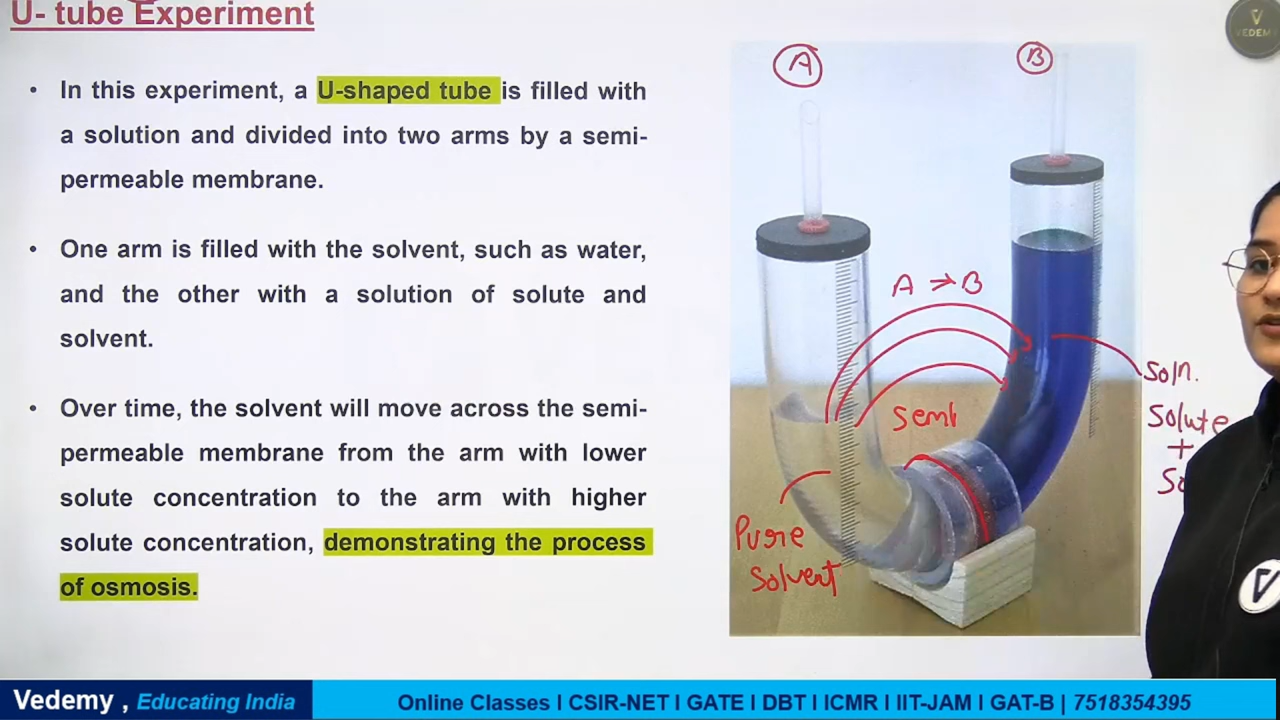 U- tube Experiment
• In this experiment, a U-shaped tube is filled with
a solution and divided into two arms by a semi-
permeable membrane.
• One arm is filled with the solvent, such as water,
and the other with a solution of solute and
solvent.
• Over time, the solvent will move across the semi-
permeable membrane from the arm with lower
solute concentration to the arm with higher
solute concentration, demonstrating the process
of osmosis.
A
B
A → B
Semi
Pure
Solvent
Soln.
Solute
+
VEDEMY
Vedemy , Educating India
Online Classes I CSIR-NET I GATE I DBT I ICMR I IIT-JAM I GAT-B | 7518354395